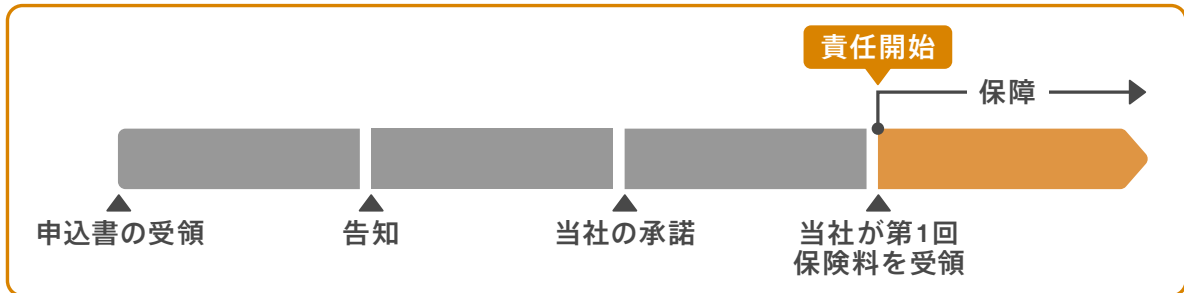 責任開始
保障
申込書の受領
告知
当社の承諾
当社が第1回
保険料を受領